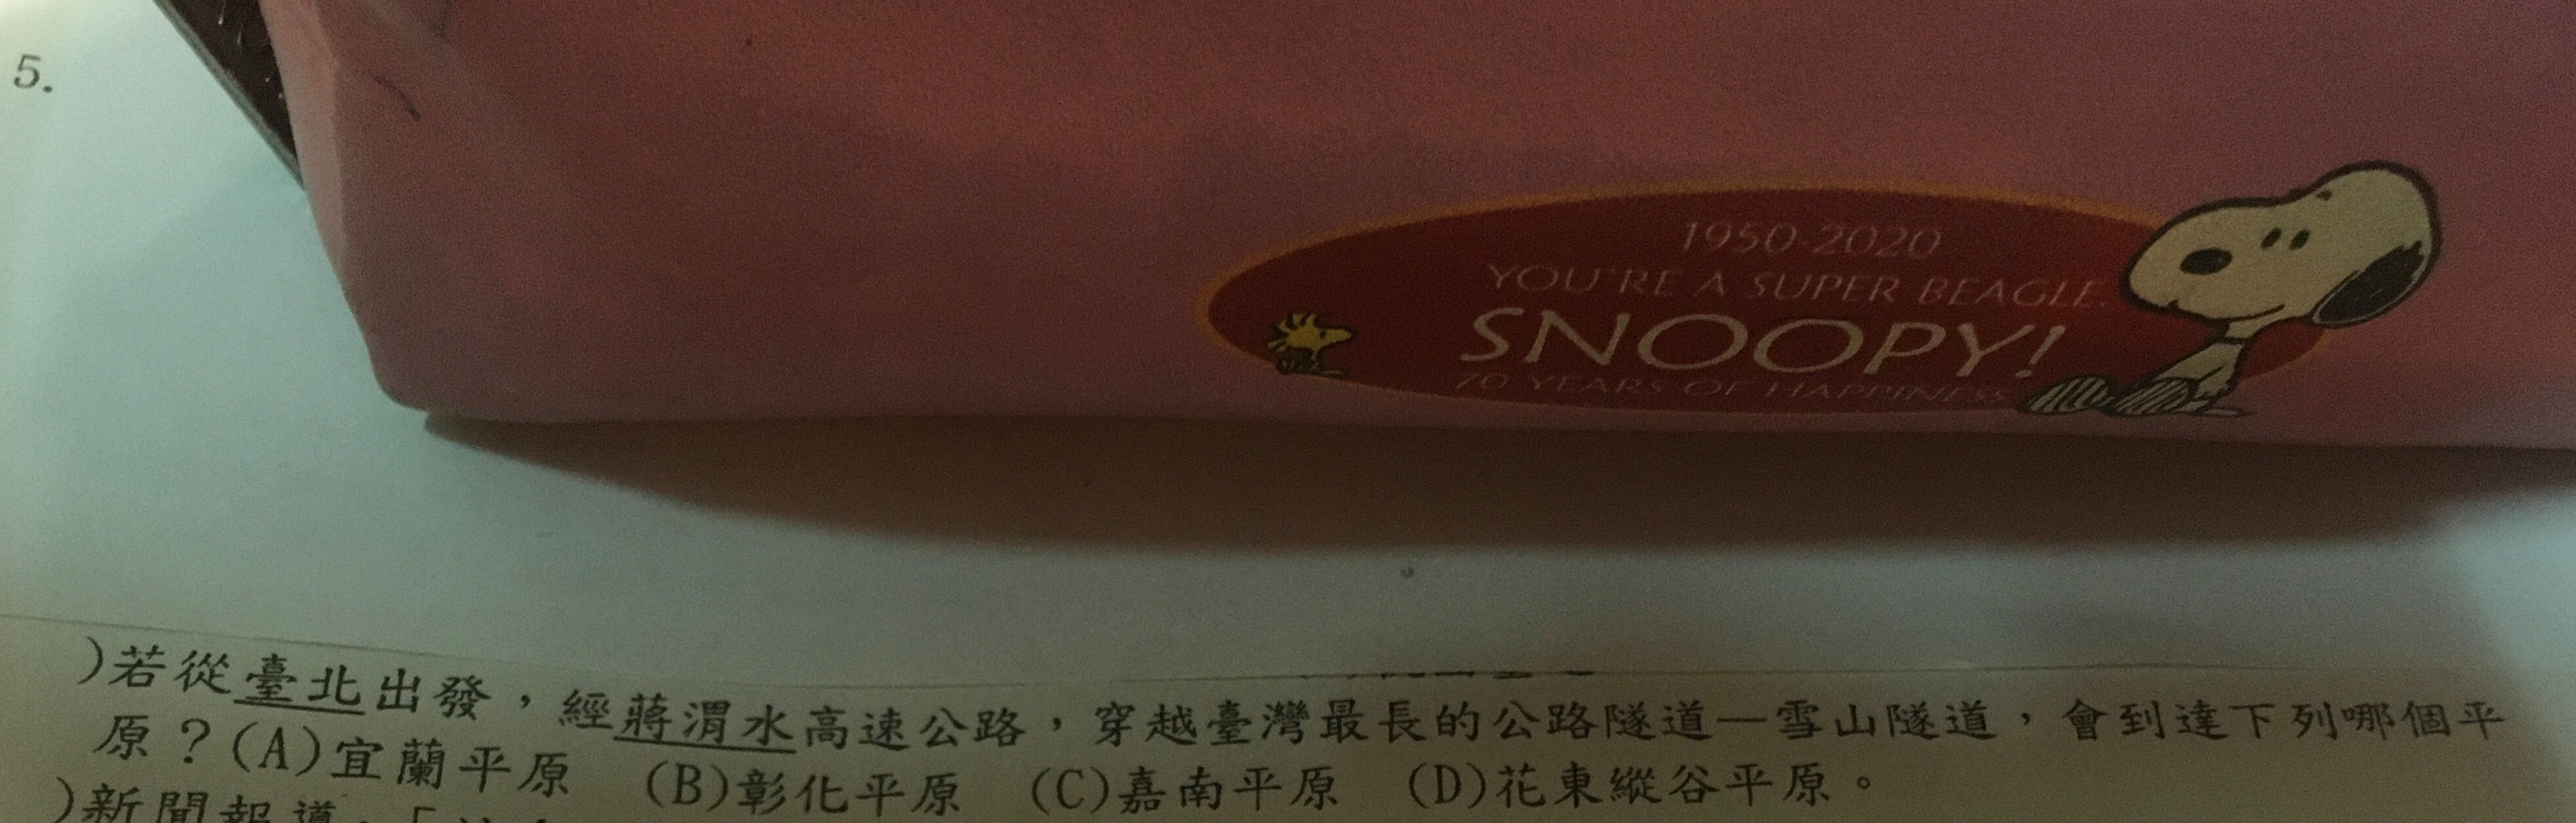 5.
1950-2020
YOU'RE A SUPER BEAGLE,
SNOOPY!
70 YEARS OF HAPPINESS
)若從臺北出發，經蔣渭水高速公路，穿越臺灣最長的公路隧道—雪山隧道，會到達下列哪個平
原？(A)宜蘭平原 (B)彰化平原 (C)嘉南平原 (D)花東縱谷平原。
)新聞報導：「